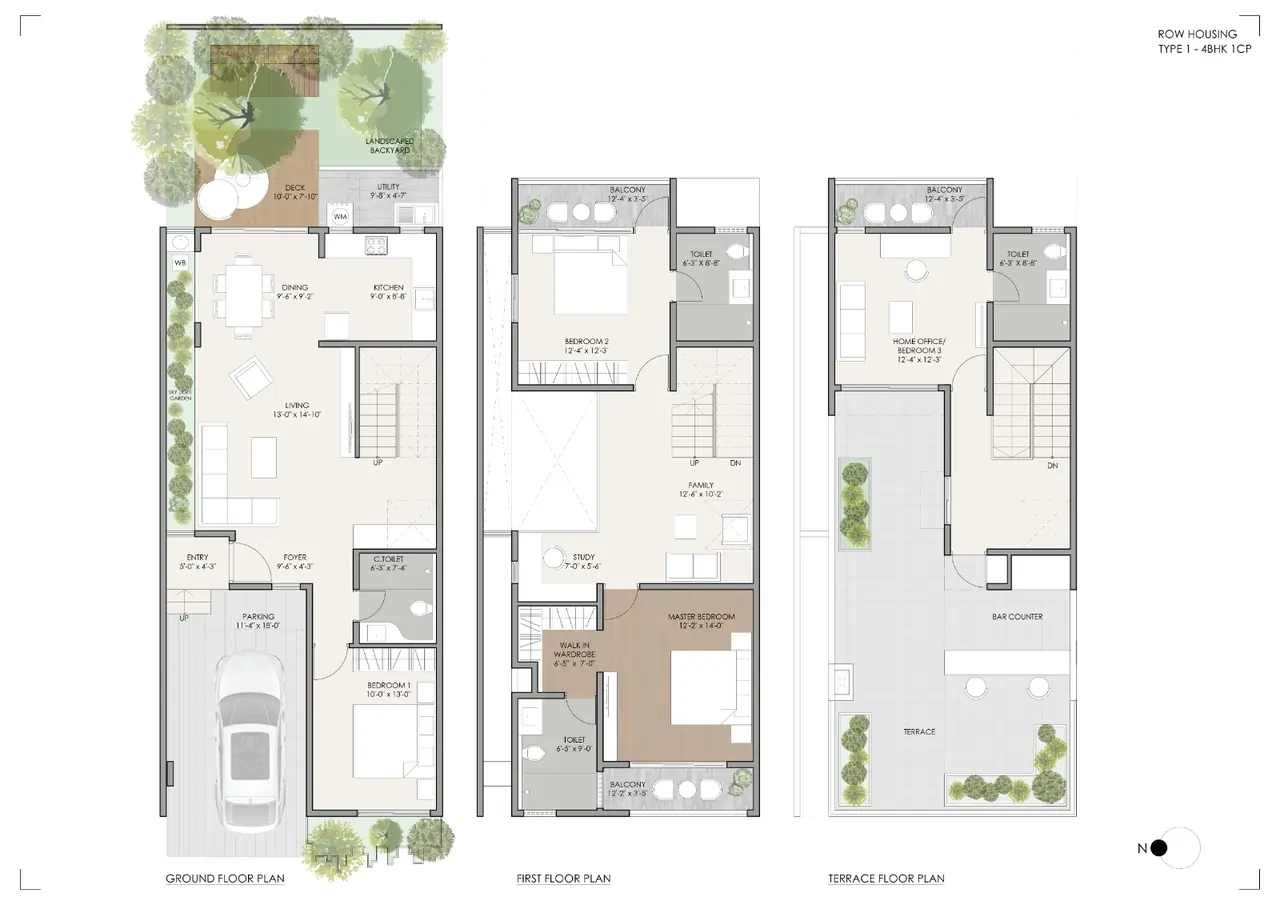 ROW HOUSING
TYPE 1 - 4BHK 1CP
LANDSCAPED
BACKYARD
DECK
10'-0" x 7'-10"
UTILITY
9'-8" x 4'-7"
WM
WB
DINING
9'-6" x 9'-2"
KITCHEN
9'-0" x 8'-8"
SKY LIGHT
GARDEN
LIVING
13'-0" x 14'-10"
UP
ENTRY
5'-0" x 4'-3"
FOYER
9'-6" x 4'-3"
C.TOILET
6'-3" x 7'-4"
UP
PARKING
11'-4" x 18'-0"
BEDROOM 1
10'-0" x 13'-0"
GROUND FLOOR PLAN
BALCONY
12'-4" x 3'-5"
TOILET
6'-3" x 8'-8"
BEDROOM 2
12'-4" x 12'-3"
UP
DN
FAMILY
12'-6" x 10'-2"
STUDY
7'-0" x 5'-6"
MASTER BEDROOM
12'-2" x 14'-0"
WALK IN
WARDROBE
6'-5" x 7'-0"
TOILET
6'-5" x 9'-0"
BALCONY
12'-2" x 3'-5"
FIRST FLOOR PLAN
BALCONY
12'-4" x 3'-5"
TOILET
6'-3" x 8'-8"
HOME OFFICE/
BEDROOM 3
12'-4" x 12'-3"
DN
BAR COUNTER
TERRACE
TERRACE FLOOR PLAN
N